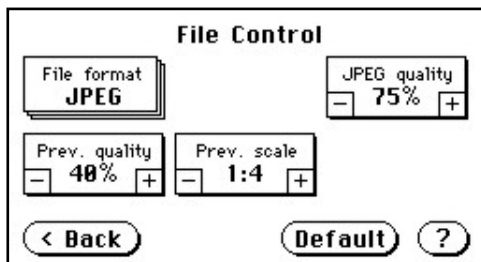 File Control
File format
JPEG
JPEG quality
− 75% +
Prev. quality
− 40% +
Prev. scale
− 1:4 +
< Back
Default
?